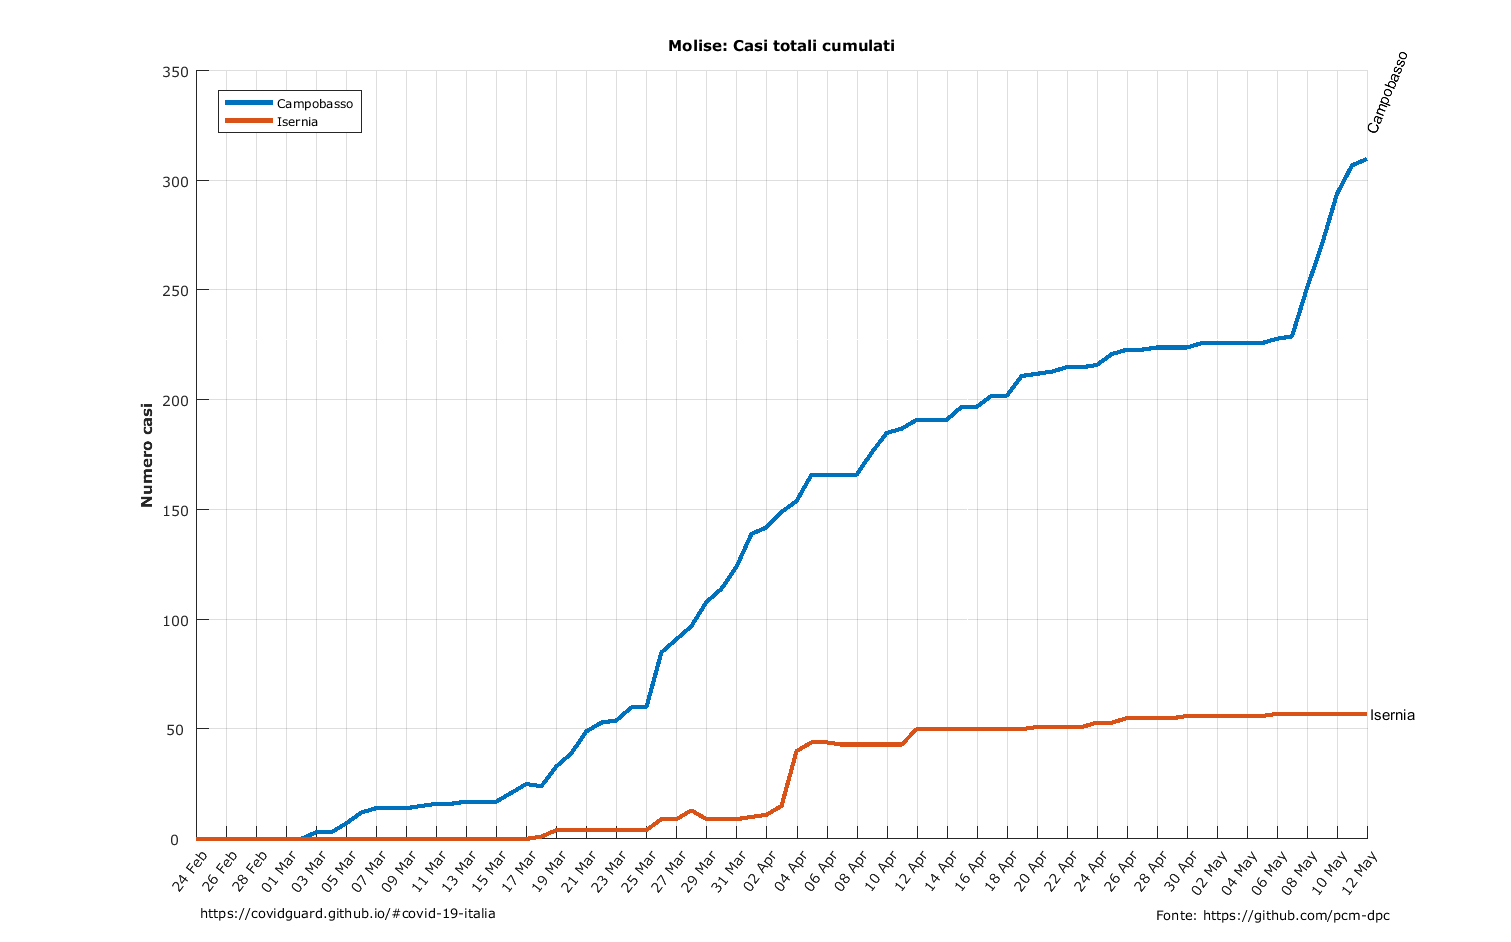 Molise: Casi totali cumulati
Campobasso
Isernia
Campobasso
Isernia
Numero casi
350
300
250
200
150
100
50
0
24 Feb
26 Feb
28 Feb
01 Mar
03 Mar
05 Mar
07 Mar
09 Mar
11 Mar
13 Mar
15 Mar
17 Mar
19 Mar
21 Mar
23 Mar
25 Mar
27 Mar
29 Mar
31 Mar
02 Apr
04 Apr
06 Apr
08 Apr
10 Apr
12 Apr
14 Apr
16 Apr
18 Apr
20 Apr
22 Apr
24 Apr
26 Apr
28 Apr
30 Apr
02 May
04 May
06 May
08 May
10 May
12 May
https://covidguard.github.io/#covid-19-italia
Fonte: https://github.com/pcm-dpc